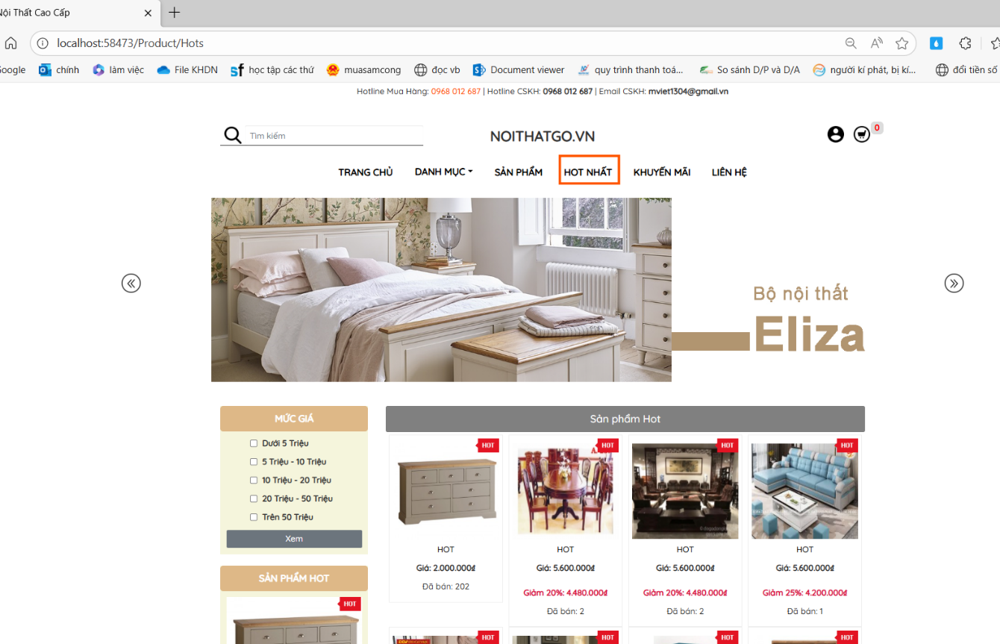 Nội Thất Cao Cấp
localhost:58473/Product/Hots
Google chính làm việc File KHDN học tập các thứ muasamcong đọc vb Document viewer quy trình thanh toá... So sánh D/P và D/A người kí phát, bị kí... đổi tiền số
Hotline Mua Hàng: 0968 012 687 | Hotline CSKH: 0968 012 687 | Email CSKH: mviet1304@gmail.vn
Tìm kiếm
NOITHATGO.VN
0
TRANG CHỦ DANH MỤC SẢN PHẨM HOT NHẤT KHUYẾN MÃI LIÊN HỆ
Bộ nội thất
Eliza
MỨC GIÁ
Dưới 5 Triệu
5 Triệu - 10 Triệu
10 Triệu - 20 Triệu
20 Triệu - 50 Triệu
Trên 50 Triệu
Xem
SẢN PHẨM HOT
HOT
Sản phẩm Hot
HOT HOT HOT HOT
HOT HOT HOT HOT
Giá: 2.000.000₫ Giá: 5.600.000₫ Giá: 5.600.000₫ Giá: 5.600.000₫
Đã bán: 202 Giảm 20%: 4.480.000₫ Giảm 20%: 4.480.000₫ Giảm 25%: 4.200.000₫
Đã bán: 2 Đã bán: 2 Đã bán: 1
HOT HOT HOT HOT